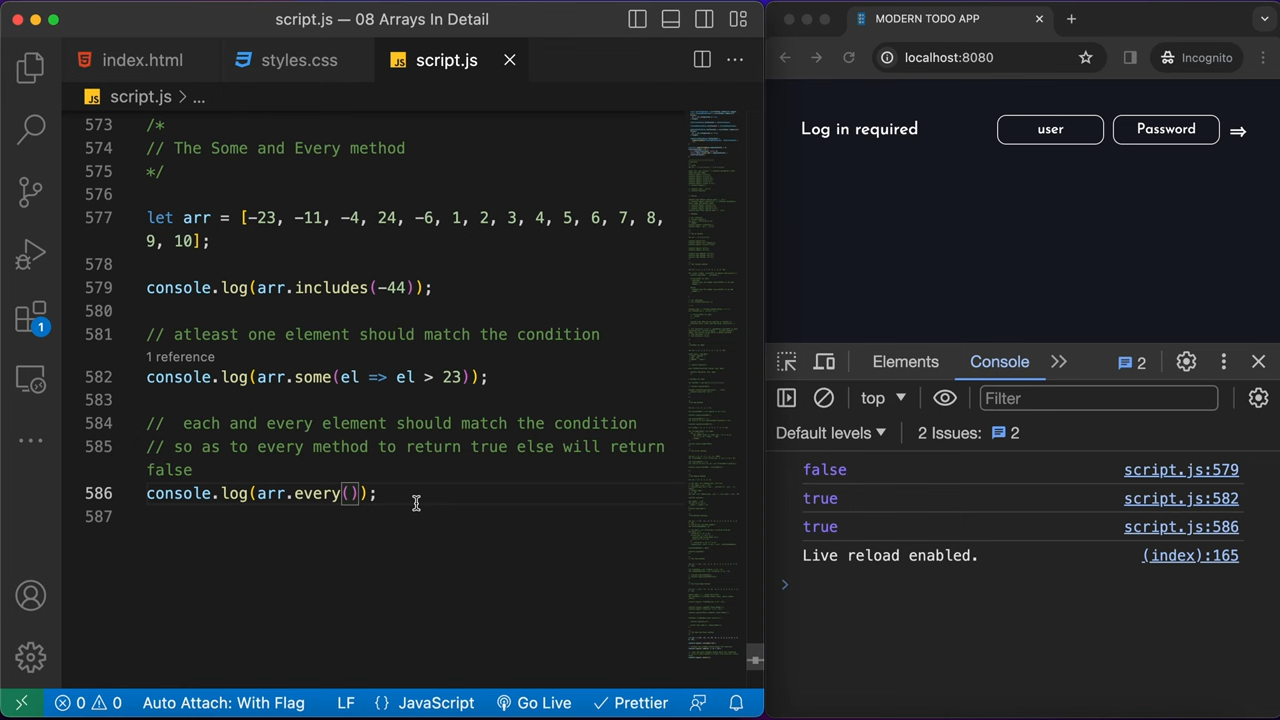 script.js — 08 Arrays In Detail
index.html
styles.css
JS script.js
JS script.js > ...
573 /*
574 // The Some and Every method
575 */
576
577 let arr = [-23, -11, -4, 24, -6, 1, 2, 3, 4, 5, 6, 7, 8,
9, 10];
578
579 console.log(arr.includes(-44));
580
581 // atleast one element should match the condition
1 reference
582 console.log(arr.some(el => el > 23));
583
584 // each and every element should match the condition
585 // so as to every method to return true else will return
false
586 console.log(arr.every());
587
1
0 0 Auto Attach: With Flag LF {} JavaScript Go Live Prettier
MODERN TODO APP
localhost:8080
Incognito
Log in required
user
Password
Elements
Console
2
top
Filter
Default levels
2 Issues: 2
false script.js:579
true script.js:582
true script.js:586
Live reload enabled. (index):165